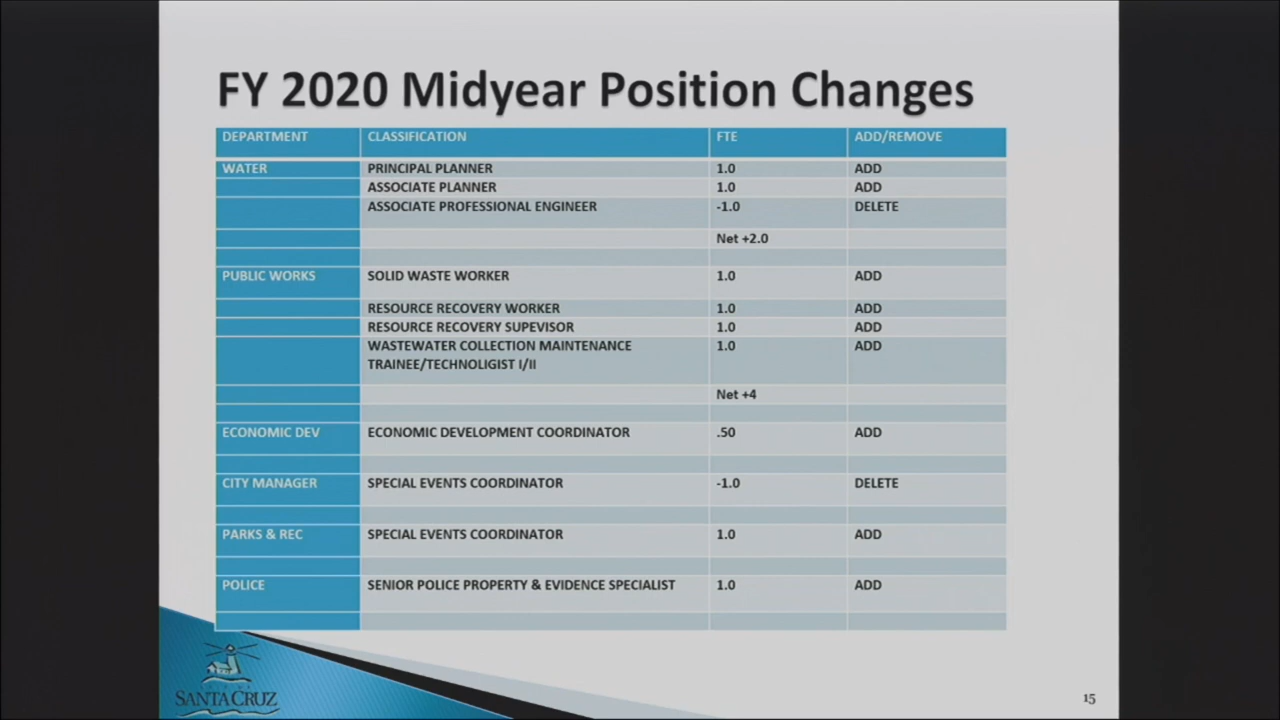 FY 2020 Midyear Position Changes
DEPARTMENT CLASSIFICATION FTE ADD/REMOVE
WATER PRINCIPAL PLANNER 1.0 ADD
ASSOCIATE PLANNER 1.0 ADD
ASSOCIATE PROFESSIONAL ENGINEER -1.0 DELETE
Net +2.0
PUBLIC WORKS SOLID WASTE WORKER 1.0 ADD
RESOURCE RECOVERY WORKER 1.0 ADD
RESOURCE RECOVERY SUPEVISOR 1.0 ADD
WASTEWATER COLLECTION MAINTENANCE 1.0 ADD
TRAINEE/TECHNOLIGIST I/II
Net +4
ECONOMIC DEV ECONOMIC DEVELOPMENT COORDINATOR .50 ADD
CITY MANAGER SPECIAL EVENTS COORDINATOR -1.0 DELETE
PARKS & REC SPECIAL EVENTS COORDINATOR 1.0 ADD
POLICE SENIOR POLICE PROPERTY & EVIDENCE SPECIALIST 1.0 ADD
SANTA CRUZ
15